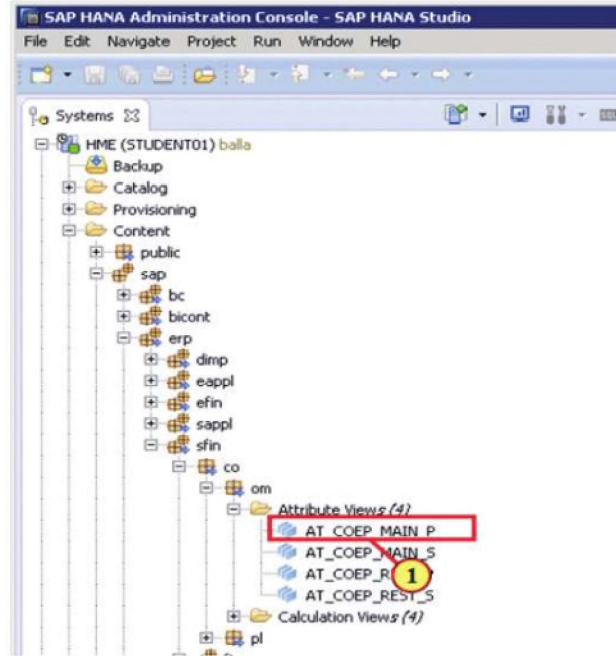 SAP HANA Administration Console - SAP HANA Studio
File Edit Navigate Project Run Window Help
Systems
HME (STUDENT01) balla
Backup
Catalog
Provisioning
Content
public
sap
bc
bicont
erp
dimp
eappl
efin
sappl
sfin
co
om
Attribute Views (4)
AT_COEP_MAIN_P
AT_COEP_MAIN_S
1
AT_COEP_REST_S
Calculation Views (4)
pl